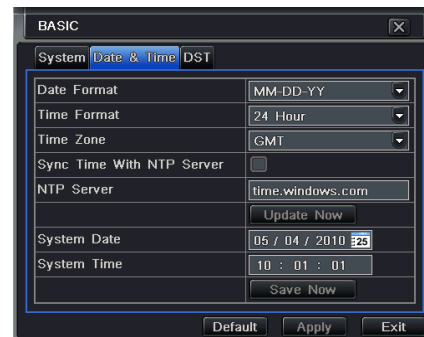 BASIC
System Date & Time DST
Date Format MM-DD-YY
Time Format 24 Hour
Time Zone GMT
Sync Time With NTP Server
NTP Server time.windows.com
Update Now
System Date 05 / 04 / 2010 25
System Time 10 : 01 : 01
Save Now
Default Apply Exit